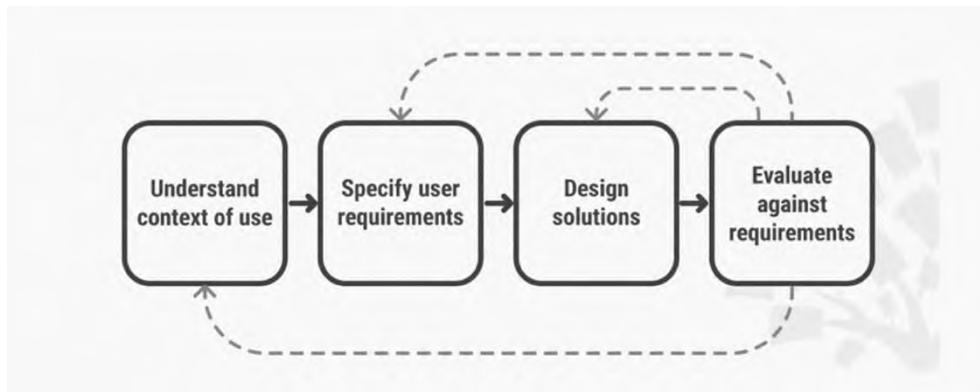 Understand
context of use
Specify user
requirements
Design
solutions
Evaluate
against
requirements